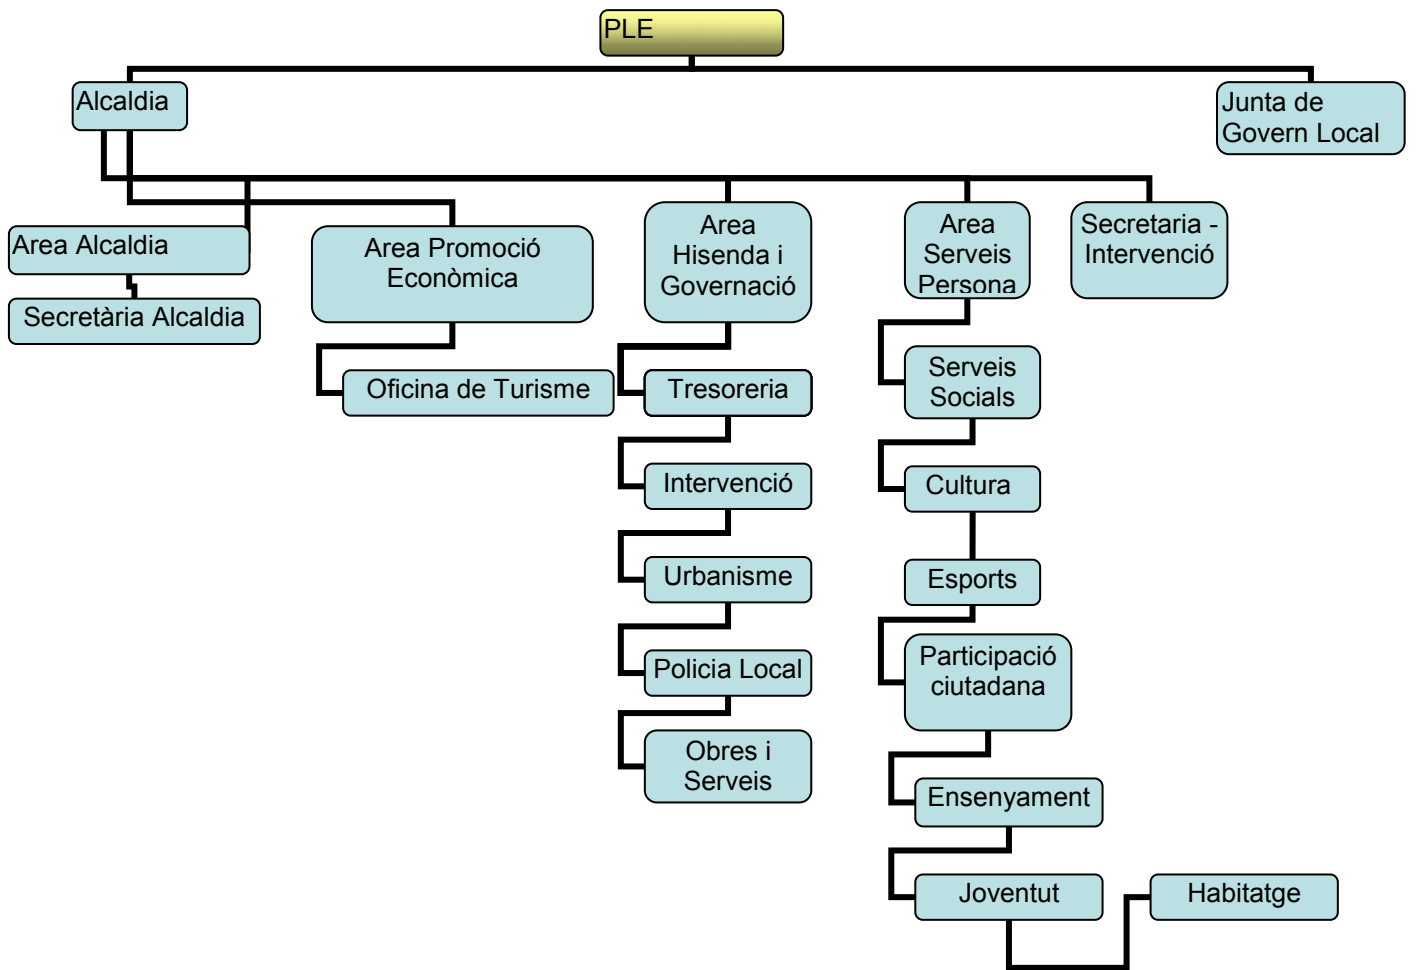 PLE
Alcaldia
Junta de
Govern Local
Area Alcaldia
Secretària Alcaldia
Area Promoció
Econòmica
Oficina de Turisme
Area
Hisenda i
Governació
Tresoreria
Intervenció
Urbanisme
Policia Local
Obres i
Serveis
Area
Serveis
Persona
Serveis
Socials
Cultura
Esports
Participació
ciutadana
Ensenyament
Joventut
Habitatge
Secretaria -
Intervenció